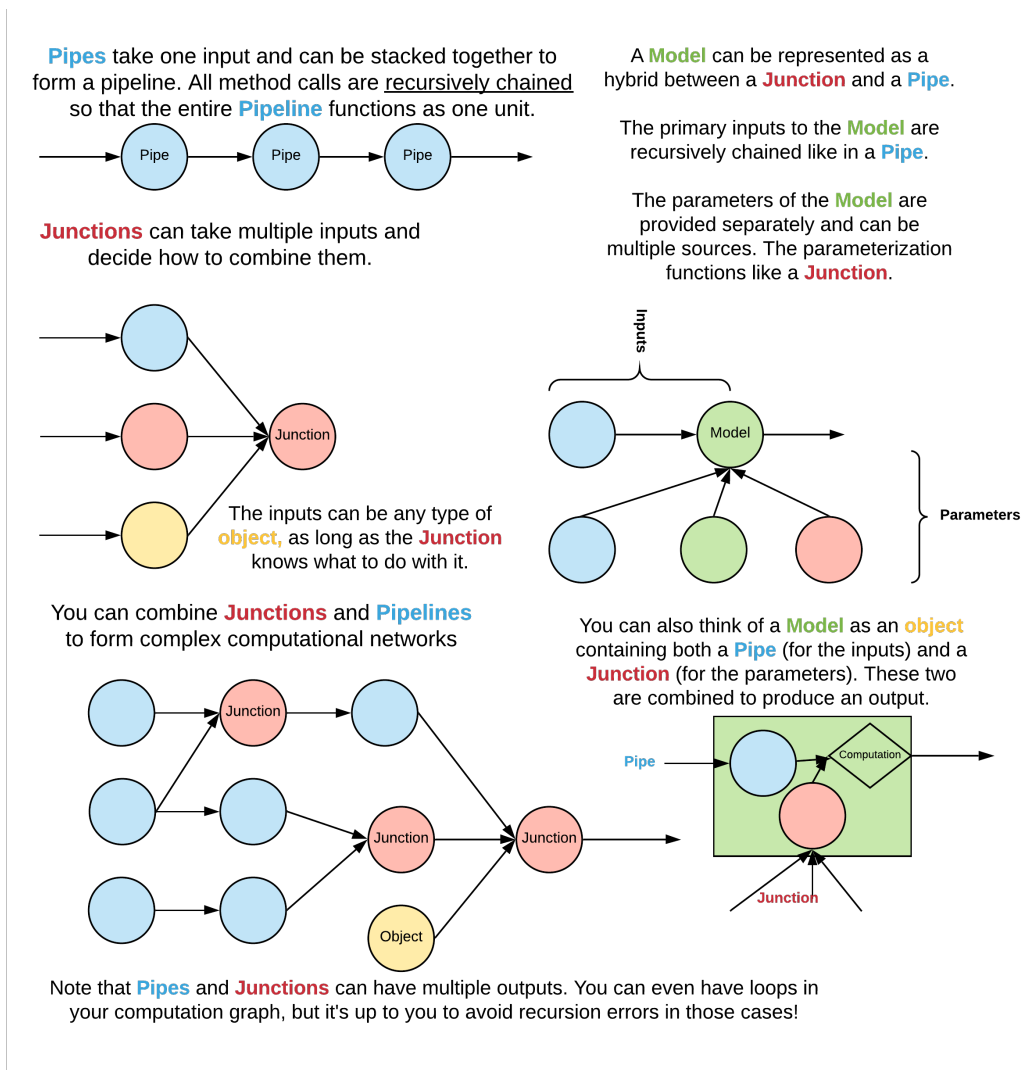 Pipes take one input and can be stacked together to
form a pipeline. All method calls are recursively chained
so that the entire Pipeline functions as one unit.
Pipe
Pipe
Pipe
Junctions can take multiple inputs and
decide how to combine them.
Junction
The inputs can be any type of
object, as long as the Junction
knows what to do with it.
You can combine Junctions and Pipelines
to form complex computational networks
Junction
Junction
Junction
Object
A Model can be represented as a
hybrid between a Junction and a Pipe.
The primary inputs to the Model are
recursively chained like in a Pipe.
The parameters of the Model are
provided separately and can be
multiple sources. The parameterization
functions like a Junction.
Inputs
Model
Parameters
You can also think of a Model as an object
containing both a Pipe (for the inputs) and a
Junction (for the parameters). These two
are combined to produce an output.
Pipe
Computation
Junction
Note that Pipes and Junctions can have multiple outputs. You can even have loops in
your computation graph, but it's up to you to avoid recursion errors in those cases!